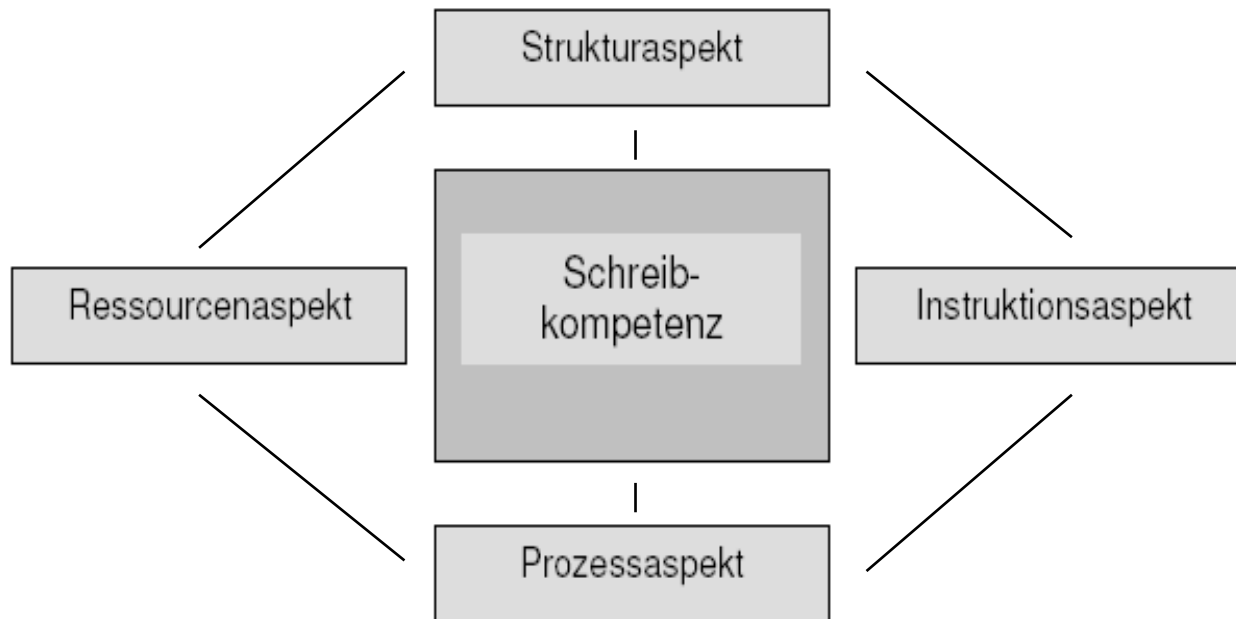 Strukturaspekt
Ressourcenaspekt
Schreib-
kompetenz
Instruktionsaspekt
Prozessaspekt